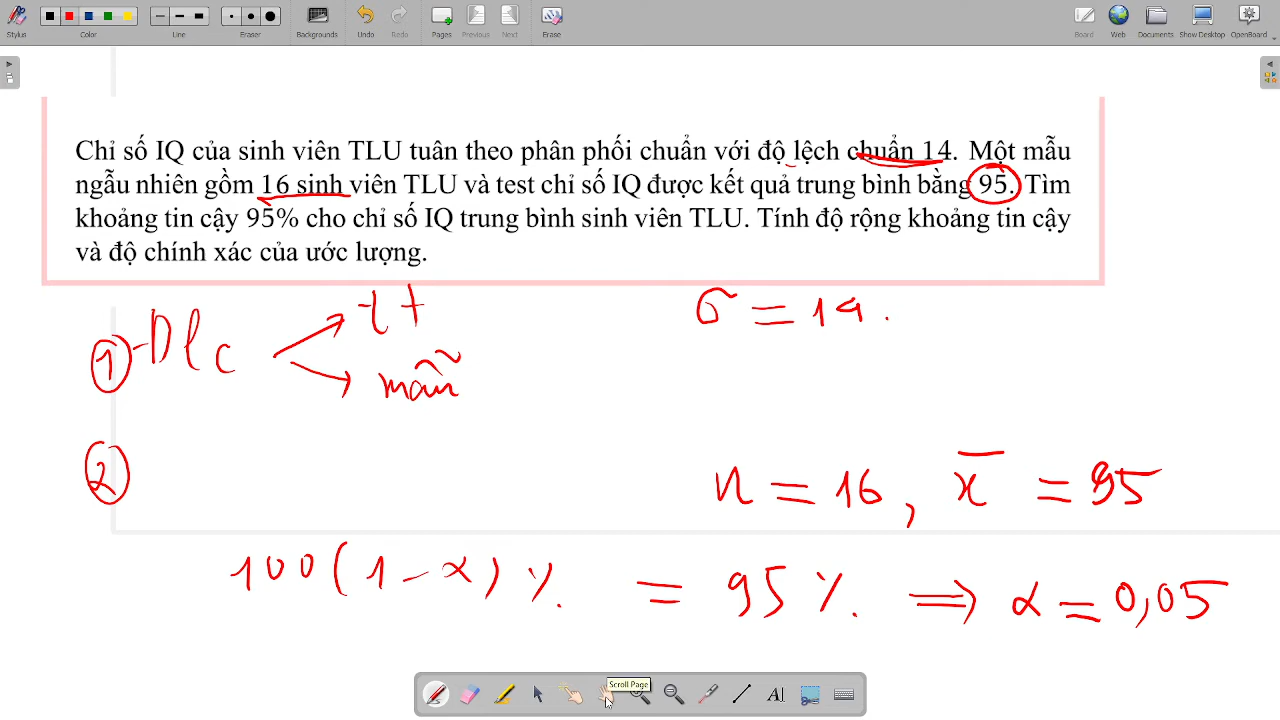 Stylus Color Line Eraser Backgrounds Undo Redo Pages Previous Next Erase Board Web Documents Show Desktop OpenBoard
Chỉ số IQ của sinh viên TLU tuân theo phân phối chuẩn với độ lệch chuẩn 14. Một mẫu
ngẫu nhiên gồm 16 sinh viên TLU và test chỉ số IQ được kết quả trung bình bằng 95. Tìm
khoảng tin cậy 95% cho chỉ số IQ trung bình sinh viên TLU. Tính độ rộng khoảng tin cậy
và độ chính xác của ước lượng.
σ = 14.
① - Đlc
tt
mẫu
②
n = 16, x̅ = 95
100(1 - α)% = 95% ⟹ α = 0,05
Scroll Page
AI